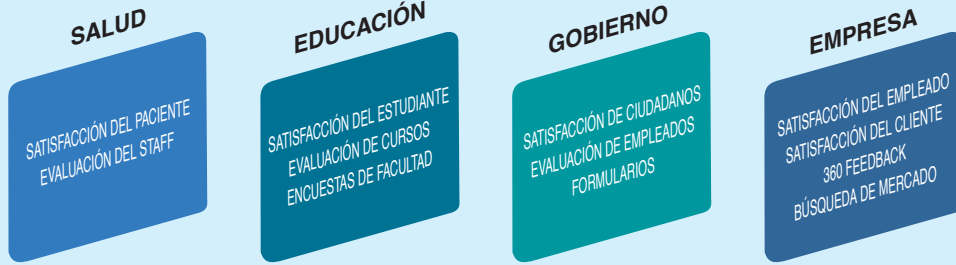 SALUD
SATISFACCIÓN DEL PACIENTE
EVALUACIÓN DEL STAFF
EDUCACIÓN
SATISFACCIÓN DEL ESTUDIANTE
EVALUACIÓN DE CURSOS
ENCUESTAS DE FACULTAD
GOBIERNO
SATISFACCIÓN DE CIUDADANOS
EVALUACIÓN DE EMPLEADOS
FORMULARIOS
EMPRESA
SATISFACCIÓN DEL EMPLEADO
SATISFACCIÓN DEL CLIENTE
360 FEEDBACK
BÚSQUEDA DE MERCADO